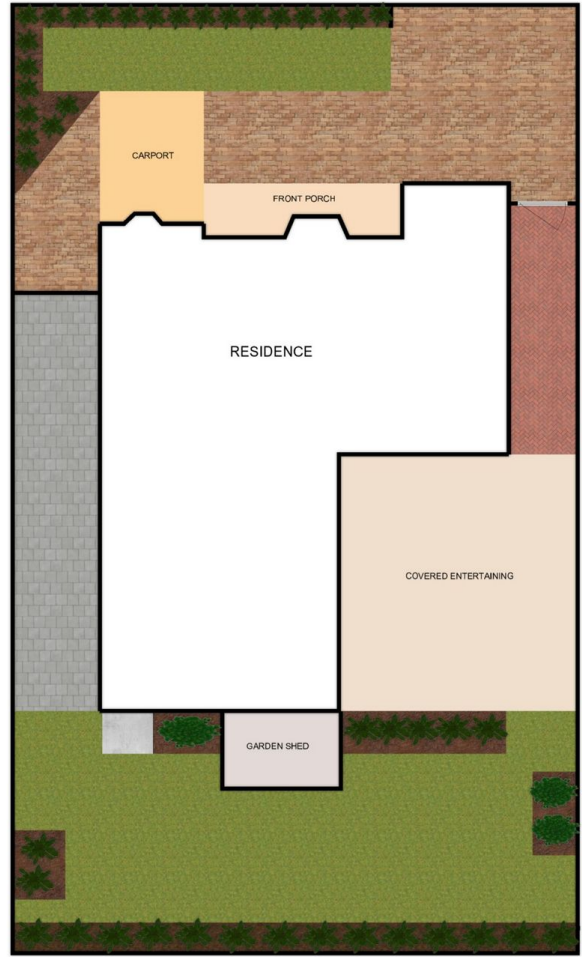 CARPORT
FRONT PORCH
RESIDENCE
COVERED ENTERTAINING
GARDEN SHED